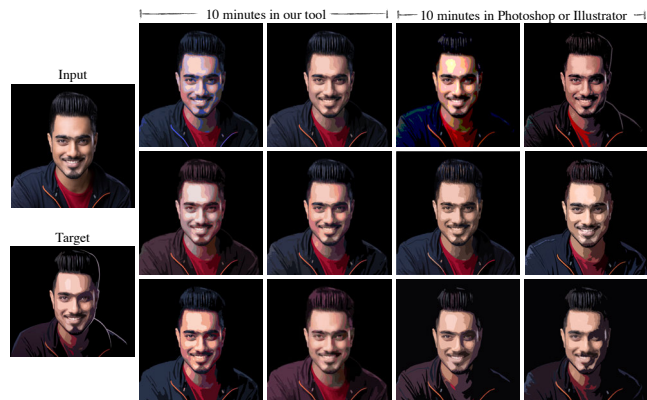 10 minutes in our tool
10 minutes in Photoshop or Illustrator
Input
Target